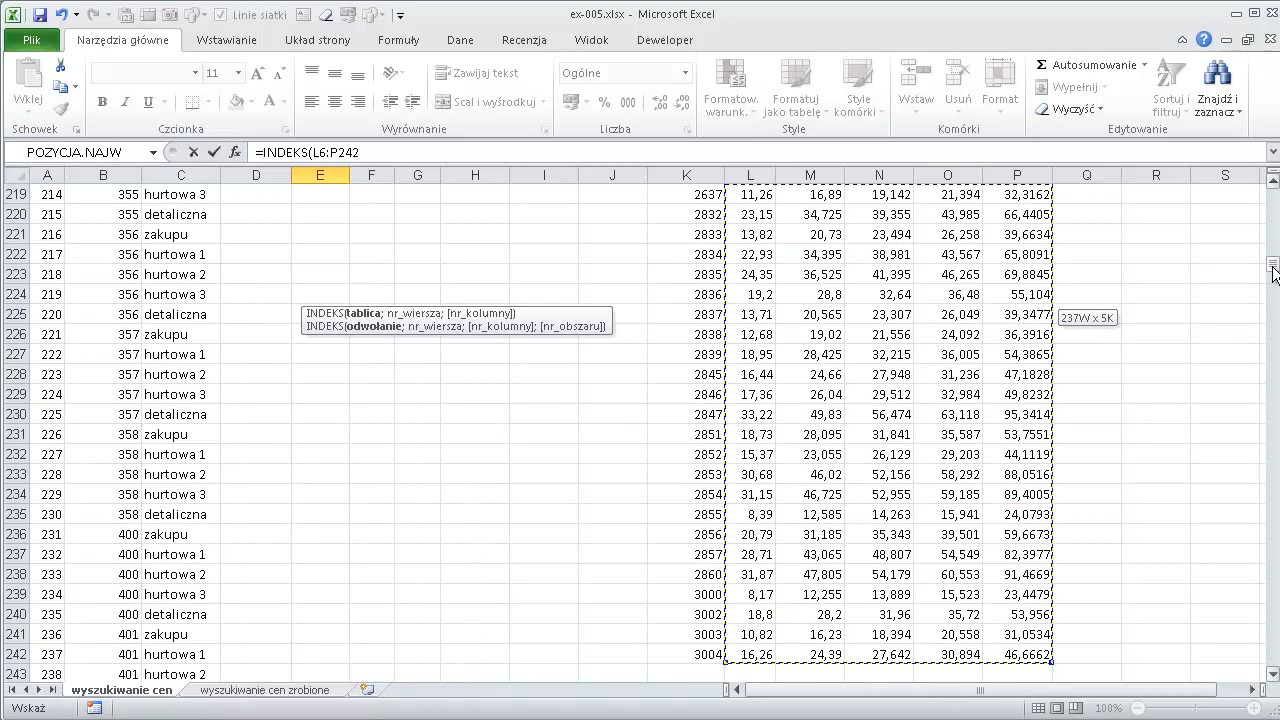 Linie siatki
ex-005.xlsx - Microsoft Excel
Plik Narzędzia główne Wstawianie Układ strony Formuły Dane Recenzja Widok Deweloper
Wklej 11 Zawijaj tekst Ogólne Autosumowanie
Scal i wyśrodkuj Formatow. warunk. Formatuj jako tabelę Style komórki Wstaw Usuń Format Wypełnij Wyczyść Sortuj i filtruj Znajdź i zaznacz
Schowek Czcionka Wyrównanie Liczba Style Komórki Edytowanie
POZYCJA.NAJW =INDEKS(L6:P242
A B C D E F G H I J K L M N O P Q R S
219 214 355 hurtowa 3 2637 11,26 16,89 19,142 21,394 32,3162
220 215 355 detaliczna 2832 23,15 34,725 39,355 43,985 66,4405
221 216 356 zakupu 2833 13,82 20,73 23,494 26,258 39,6634
222 217 356 hurtowa 1 2834 22,93 34,395 38,981 43,567 65,8091
223 218 356 hurtowa 2 2835 24,35 36,525 41,395 46,265 69,8845
224 219 356 hurtowa 3 2836 19,2 28,8 32,64 36,48 55,104
225 220 356 detaliczna 2837 13,71 20,565 23,307 26,049 39,3477
226 221 357 zakupu 2838 12,68 19,02 21,556 24,092 36,3916
227 222 357 hurtowa 1 2839 18,95 28,425 32,215 36,005 54,3865
228 223 357 hurtowa 2 2845 16,44 24,66 27,948 31,236 47,1828
229 224 357 hurtowa 3 2846 17,36 26,04 29,512 32,984 49,8232
230 225 357 detaliczna 2847 33,22 49,83 56,474 63,118 95,3414
231 226 358 zakupu 2851 18,73 28,095 31,841 35,587 53,7551
232 227 358 hurtowa 1 2852 15,37 23,055 26,129 29,203 44,1119
233 228 358 hurtowa 2 2853 30,68 46,02 52,156 58,292 88,0516
234 229 358 hurtowa 3 2854 31,15 46,725 52,955 59,185 89,4005
235 230 358 detaliczna 2855 8,39 12,585 14,263 15,941 24,0793
236 231 400 zakupu 2856 20,79 31,185 35,343 39,501 59,6673
237 232 400 hurtowa 1 2857 28,71 43,065 48,807 54,549 82,3977
238 233 400 hurtowa 2 2860 31,87 47,805 54,179 60,553 91,4669
239 234 400 hurtowa 3 3000 8,17 12,255 13,889 15,523 23,4479
240 235 400 detaliczna 3002 18,8 28,2 31,96 35,72 53,956
241 236 401 zakupu 3003 10,82 16,23 18,394 20,558 31,0534
242 237 401 hurtowa 1 3004 16,26 24,39 27,642 30,894 46,6662
243 238 401 hurtowa 2
INDEKS(tablica; nr_wiersza; [nr_kolumny])
INDEKS(odwołanie; nr_wiersza; [nr_kolumny]; [nr_obszaru])
237W x 5K
wyszukiwanie cen wyszukiwanie cen zrobione
Wskaż 100%